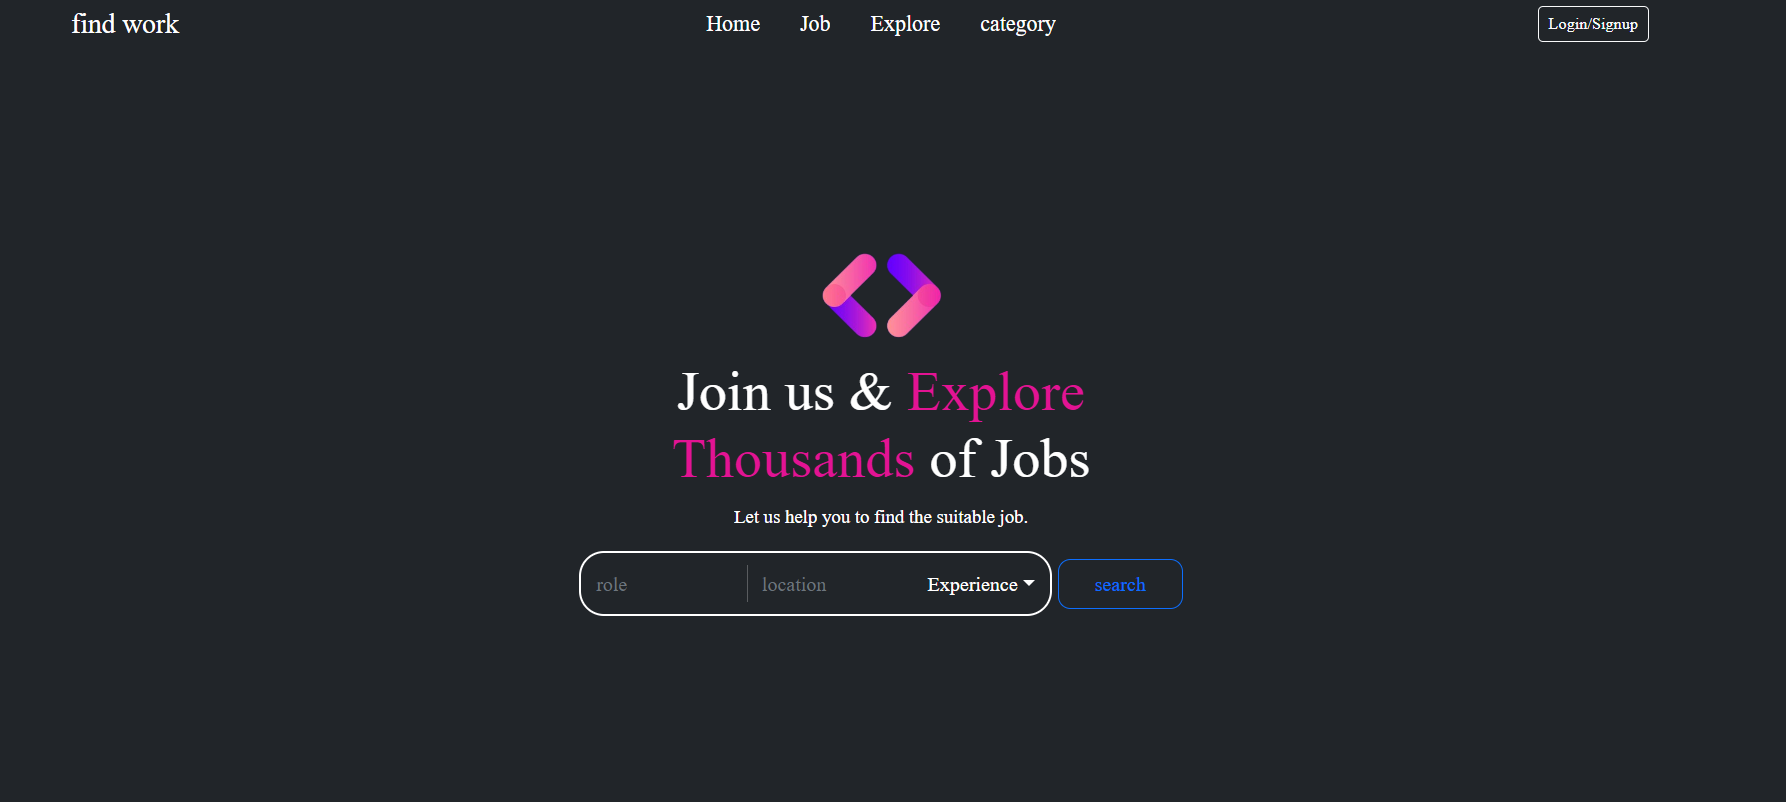 find work Home Job Explore category Login/Signup
Join us & Explore
Thousands of Jobs
Let us help you to find the suitable job.
role location Experience search